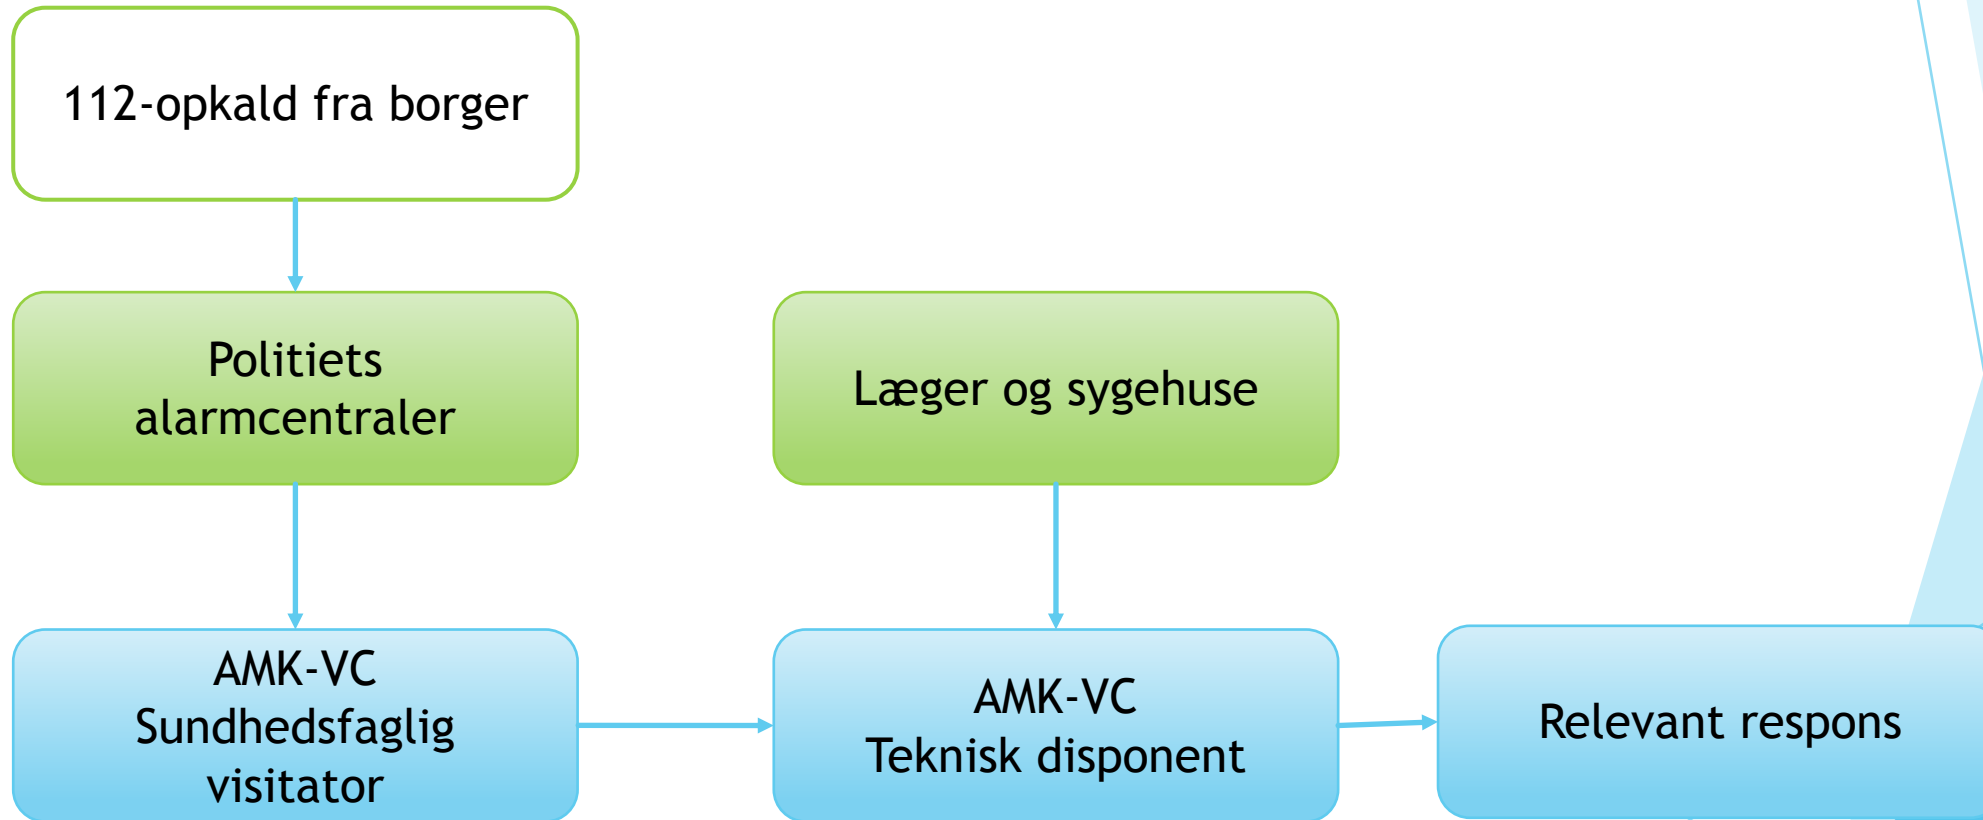 112-opkald fra borger
Politiets
alarmcentraler
Læger og sygehuse
AMK-VC
Sundhedsfaglig
visitator
AMK-VC
Teknisk disponent
Relevant respons